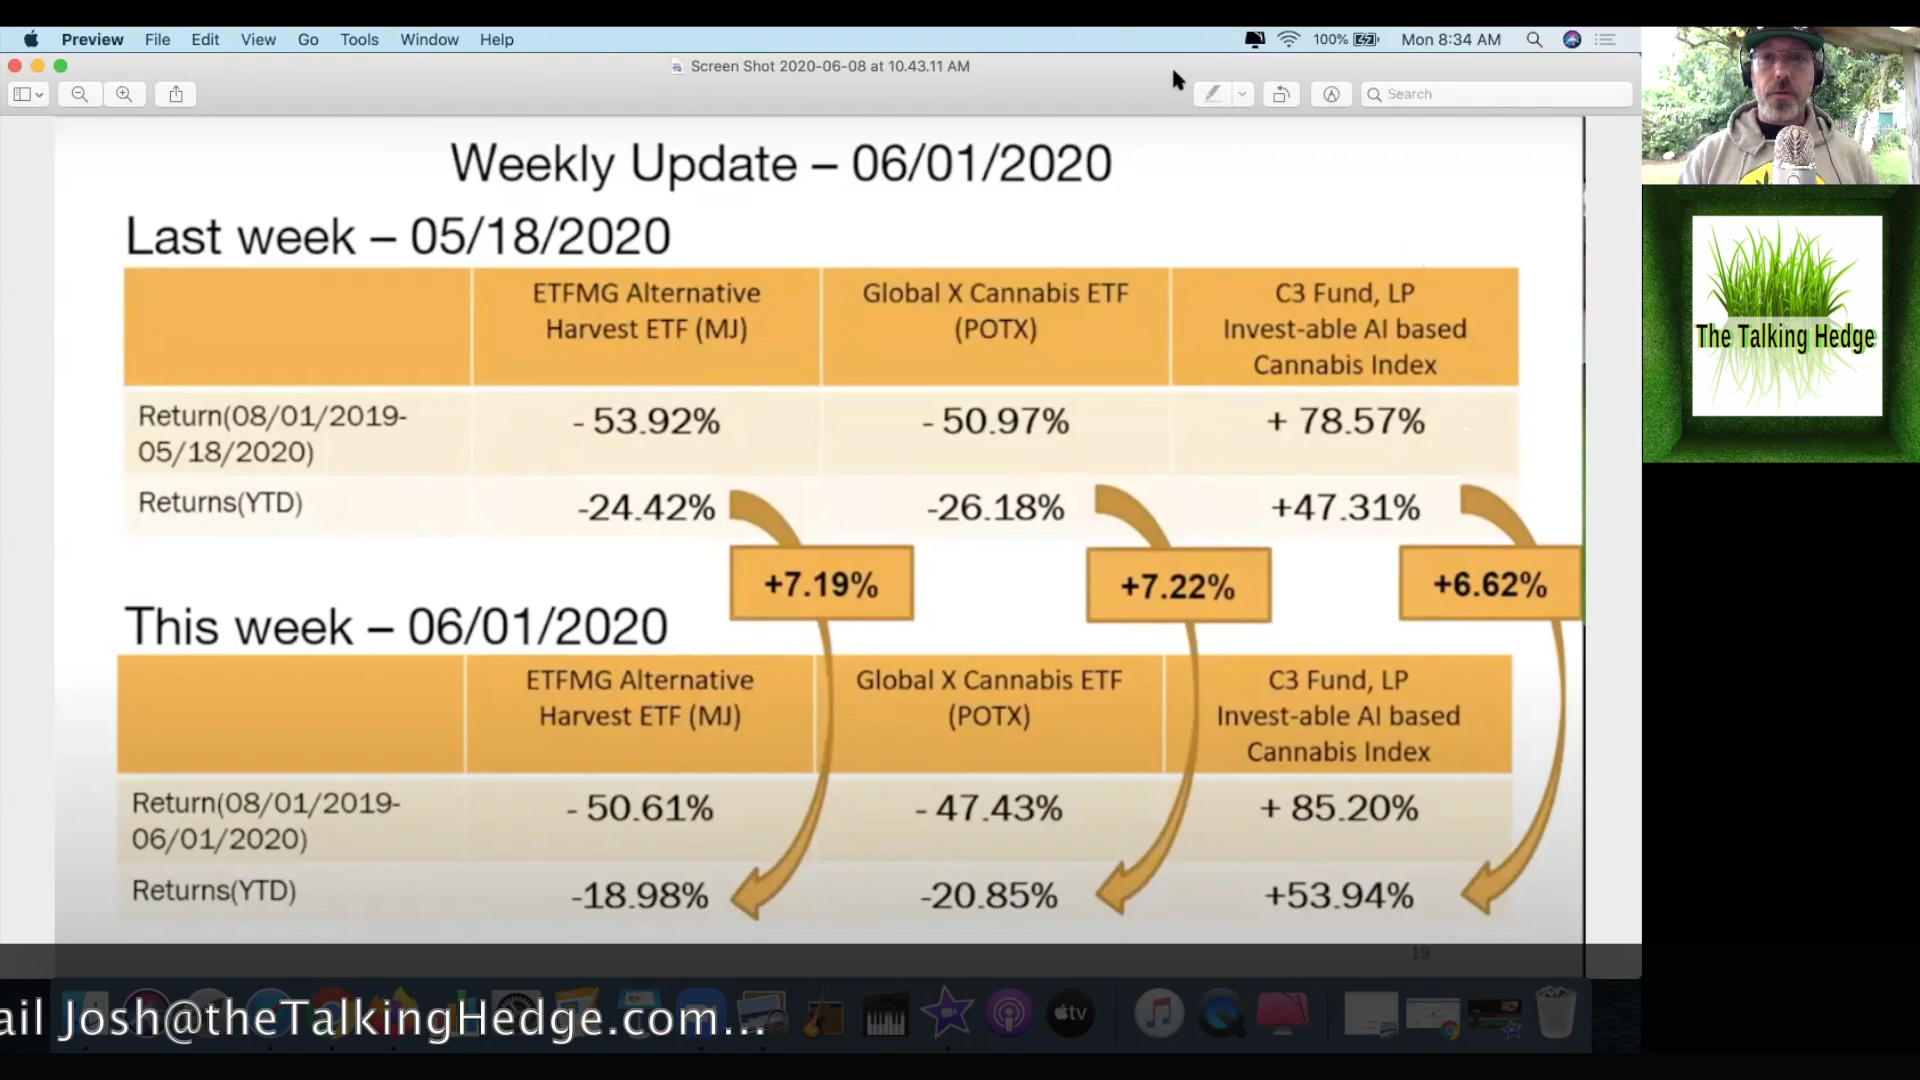 Preview File Edit View Go Tools Window Help
100% Mon 8:34 AM
Screen Shot 2020-06-08 at 10.43.11 AM
Search
Weekly Update – 06/01/2020
Last week – 05/18/2020
ETFMG Alternative
Harvest ETF (MJ)
Global X Cannabis ETF
(POTX)
C3 Fund, LP
Invest-able AI based
Cannabis Index
Return(08/01/2019-
05/18/2020)
- 53.92%
- 50.97%
+ 78.57%
Returns(YTD)
-24.42%
-26.18%
+47.31%
+7.19%
+7.22%
+6.62%
This week – 06/01/2020
ETFMG Alternative
Harvest ETF (MJ)
Global X Cannabis ETF
(POTX)
C3 Fund, LP
Invest-able AI based
Cannabis Index
Return(08/01/2019-
06/01/2020)
- 50.61%
- 47.43%
+ 85.20%
Returns(YTD)
-18.98%
-20.85%
+53.94%
19
The Talking Hedge
ail Josh@theTalkingHedge.com...
tv